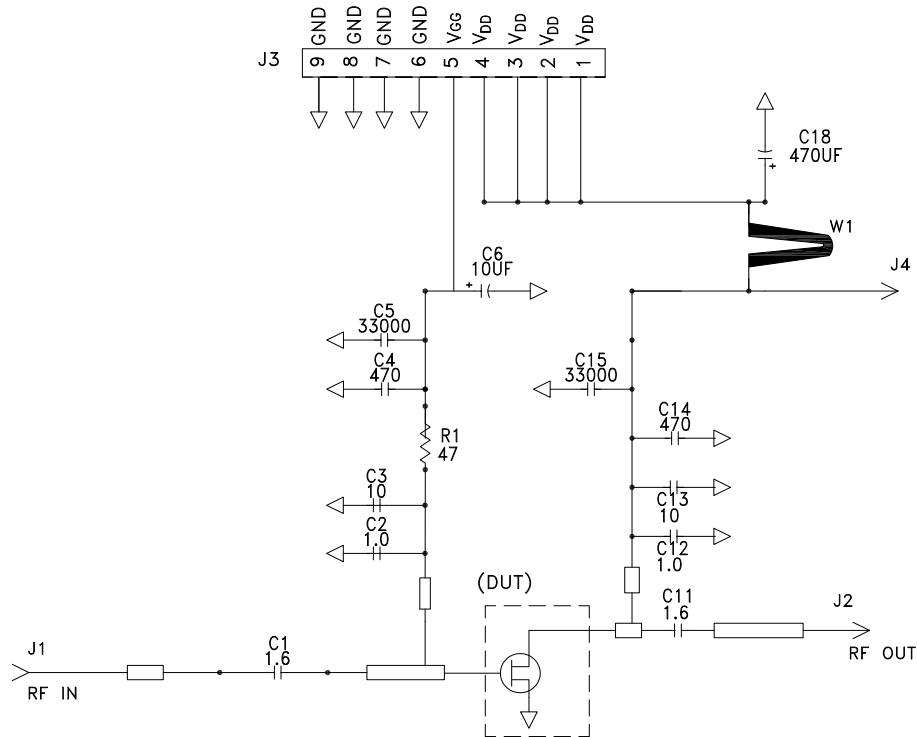 GND
GND
GND
GND
VGG
VDD
VDD
VDD
VDD
J3
9
8
7
6
5
4
3
2
1
C18
470UF
+
W1
J4
C6
10UF
+
C5
33000
C4
470
C15
33000
C14
470
R1
47
C3
10
C13
10
C2
1.0
C12
1.0
(DUT)
C11
1.6
J2
RF OUT
J1
C1
1.6
RF IN